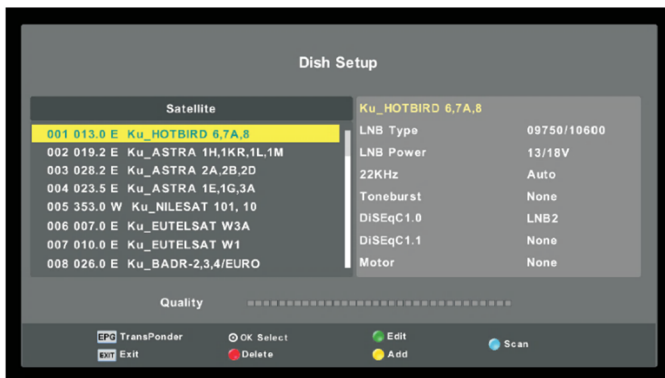 Dish Setup
Satellite
001 013.0 E Ku_HOTBIRD 6,7A,8
002 019.2 E Ku_ASTRA 1H,1KR,1L,1M
003 028.2 E Ku_ASTRA 2A,2B,2D
004 023.5 E Ku_ASTRA 1E,1G,3A
005 353.0 W Ku_NILESAT 101, 10
006 007.0 E Ku_EUTELSAT W3A
007 010.0 E Ku_EUTELSAT W1
008 026.0 E Ku_BADR-2,3,4/EURO
Ku_HOTBIRD 6,7A,8
LNB Type 09750/10600
LNB Power 13/18V
22KHz Auto
Toneburst None
DiSEqC1.0 LNB2
DiSEqC1.1 None
Motor None
Quality
EPG TransPonder OK Select Edit Scan
EXIT Exit Delete Add